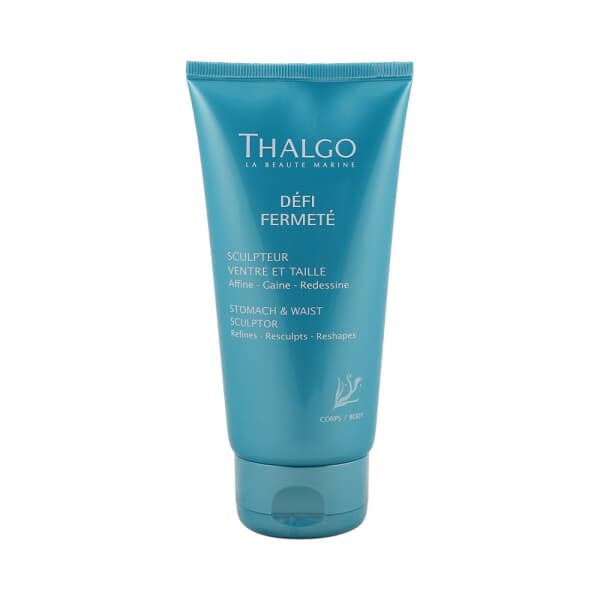 THALGO
LA BEAUTE MARINE
DÉFI
FERMETÉ
SCULPTEUR
VENTRE ET TAILLE
Affine - Gaine - Redessine
STOMACH & WAIST
SCULPTOR
Refines - Resculpts - Reshapes
CORPS / BODY